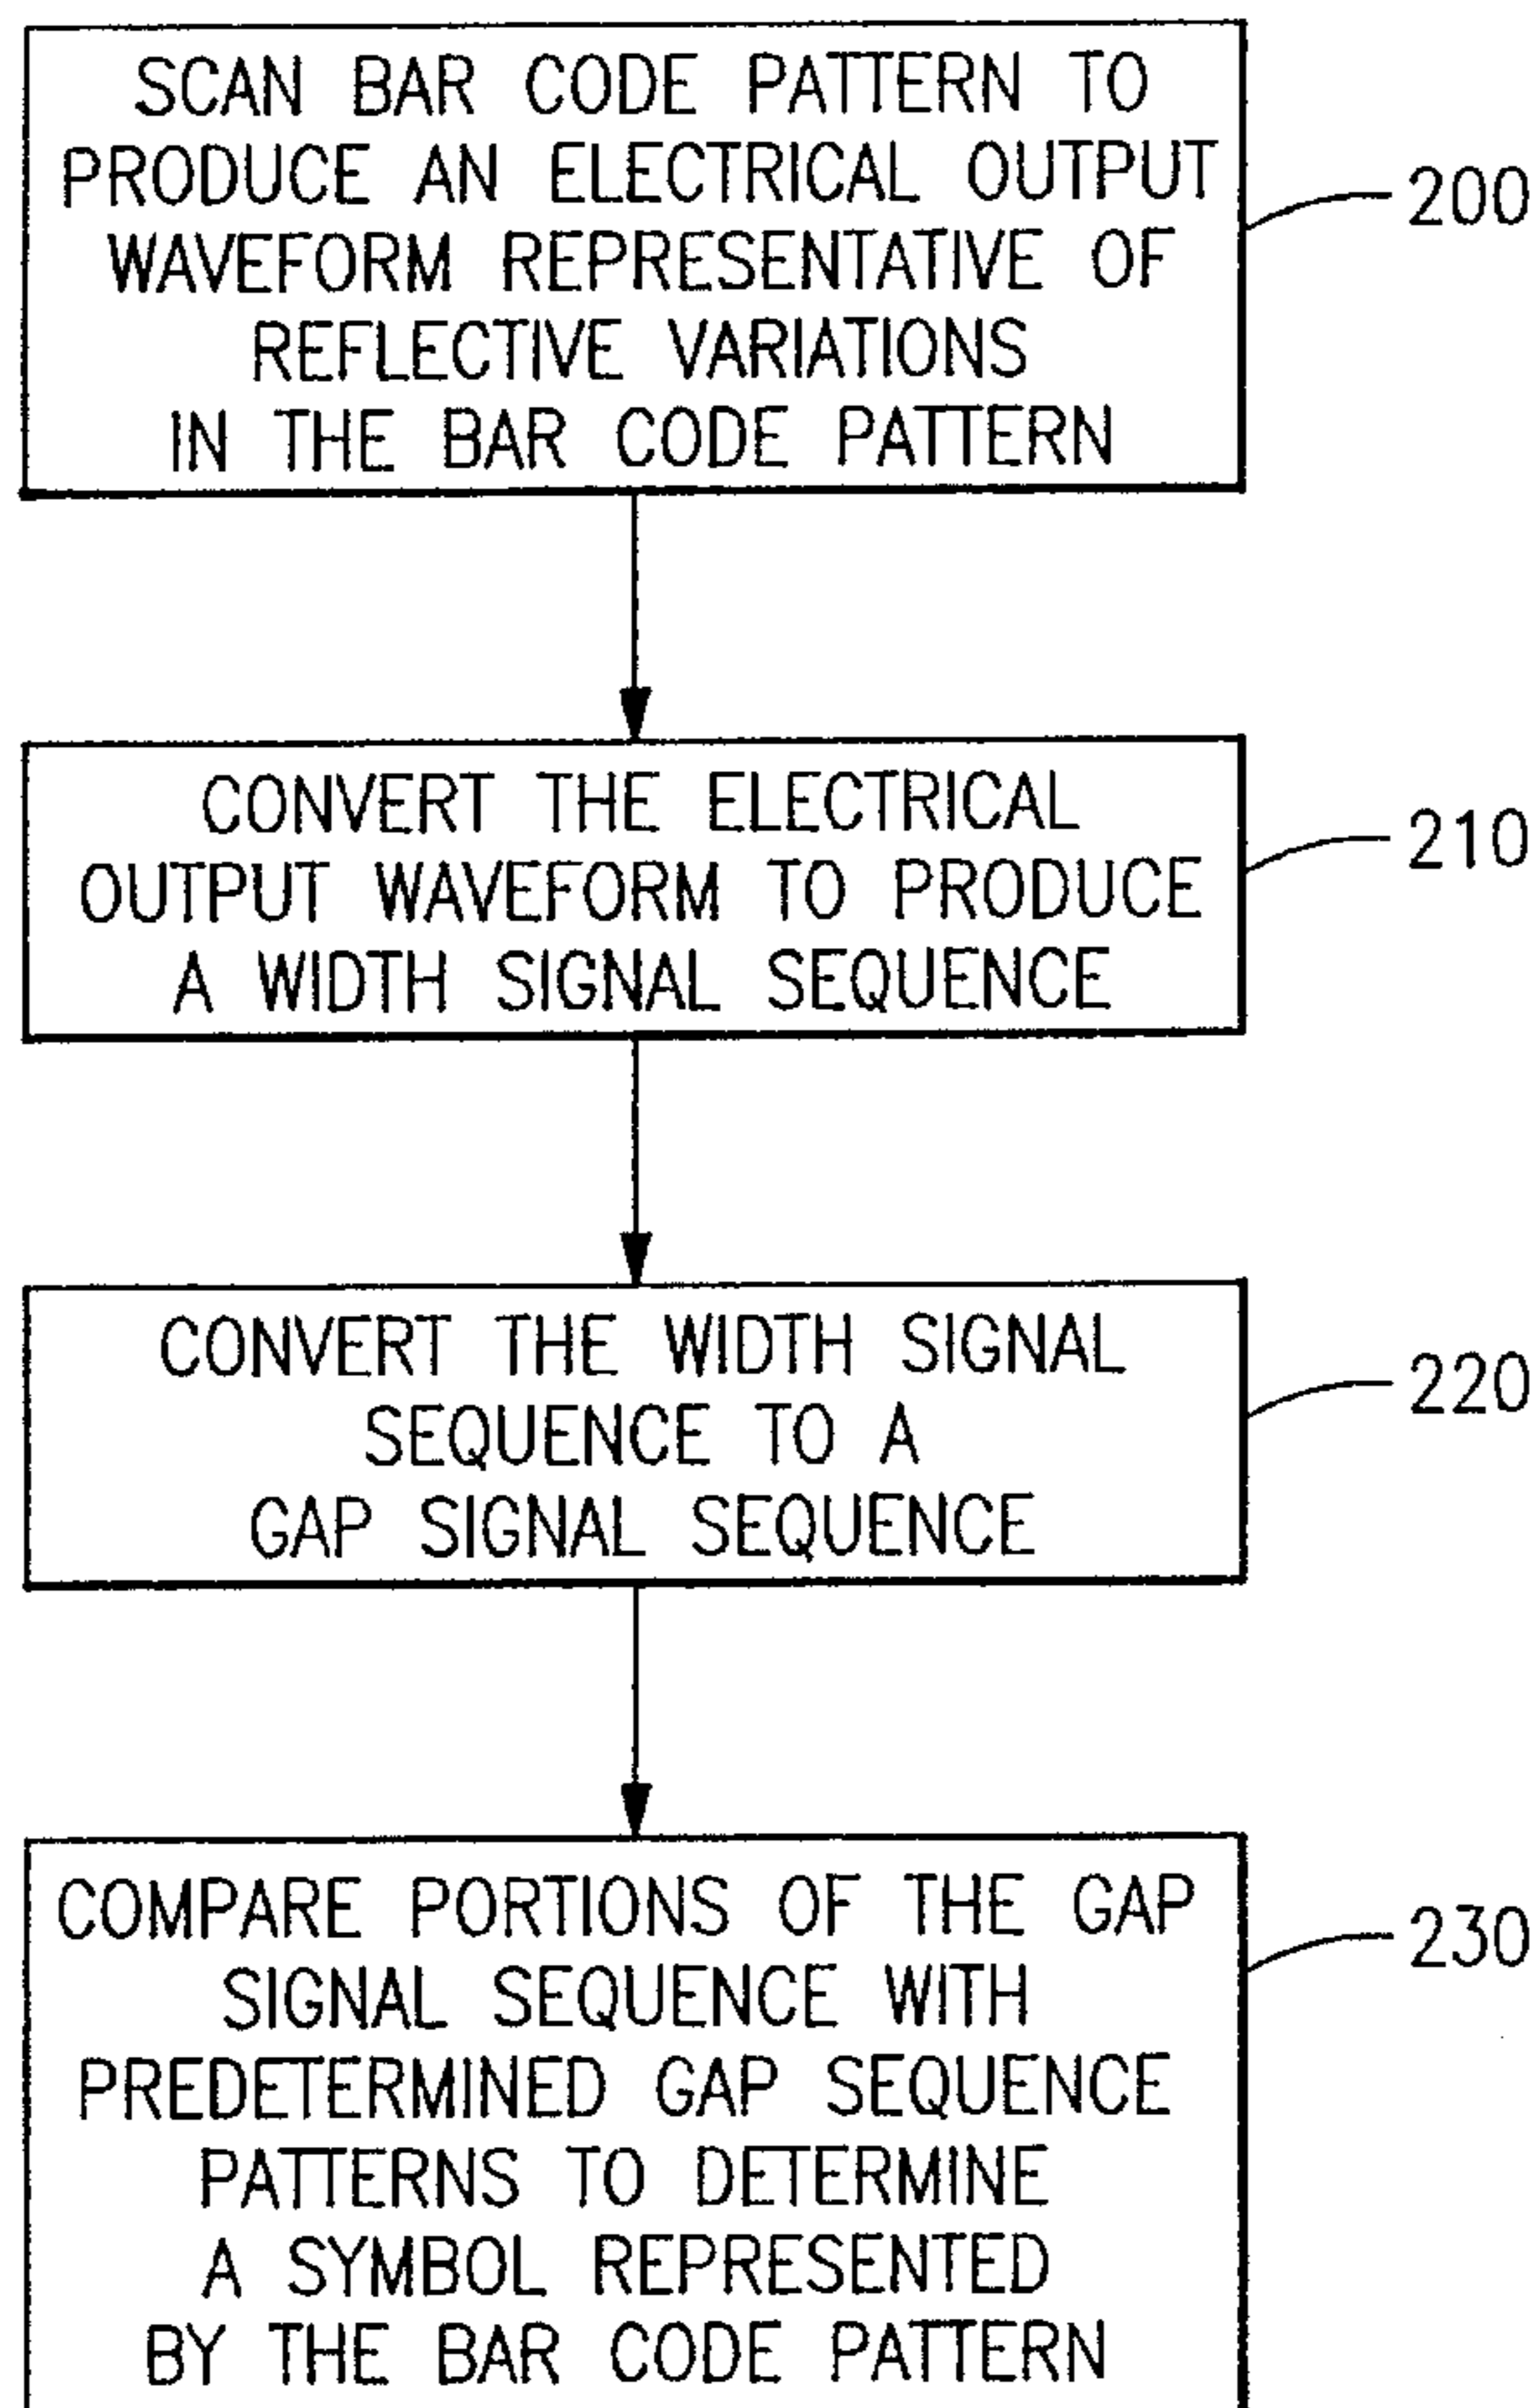 SCAN BAR CODE PATTERN TO
PRODUCE AN ELECTRICAL OUTPUT
WAVEFORM REPRESENTATIVE OF
REFLECTIVE VARIATIONS
IN THE BAR CODE PATTERN
200
CONVERT THE ELECTRICAL
OUTPUT WAVEFORM TO PRODUCE
A WIDTH SIGNAL SEQUENCE
210
CONVERT THE WIDTH SIGNAL
SEQUENCE TO A
GAP SIGNAL SEQUENCE
220
COMPARE PORTIONS OF THE GAP
SIGNAL SEQUENCE WITH
PREDETERMINED GAP SEQUENCE
PATTERNS TO DETERMINE
A SYMBOL REPRESENTED
BY THE BAR CODE PATTERN
230